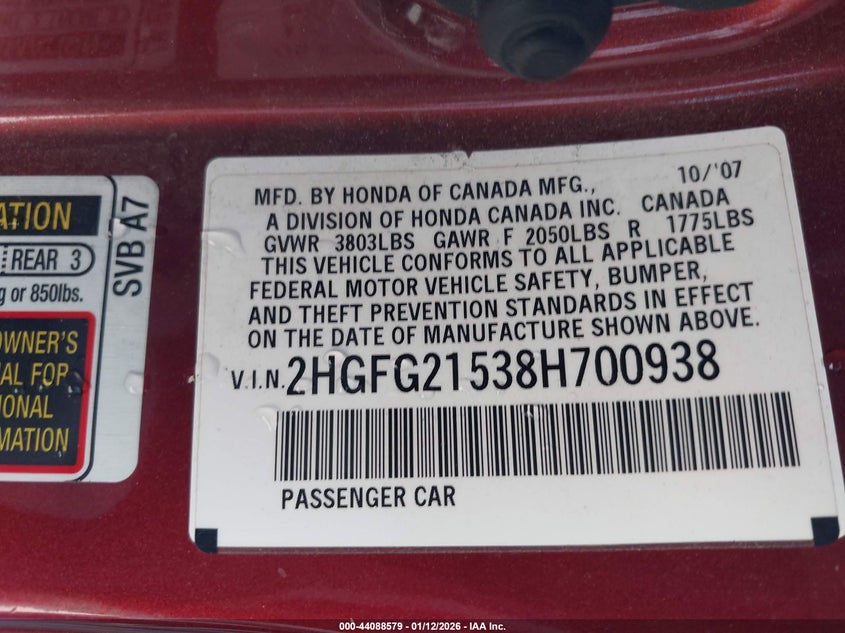 ATION
REAR 3
g or 850lbs.
OWNER'S
AL FOR
IONAL
MATION
SVB A7
10/'07
MFD. BY HONDA OF CANADA MFG.,
A DIVISION OF HONDA CANADA INC. CANADA
GVWR 3803LBS GAWR F 2050LBS R 1775LBS
THIS VEHICLE CONFORMS TO ALL APPLICABLE
FEDERAL MOTOR VEHICLE SAFETY, BUMPER,
AND THEFT PREVENTION STANDARDS IN EFFECT
ON THE DATE OF MANUFACTURE SHOWN ABOVE.
V.I.N. 2HGFG21538H700938
PASSENGER CAR
000-44088579 - 01/12/2026 - IAA Inc.